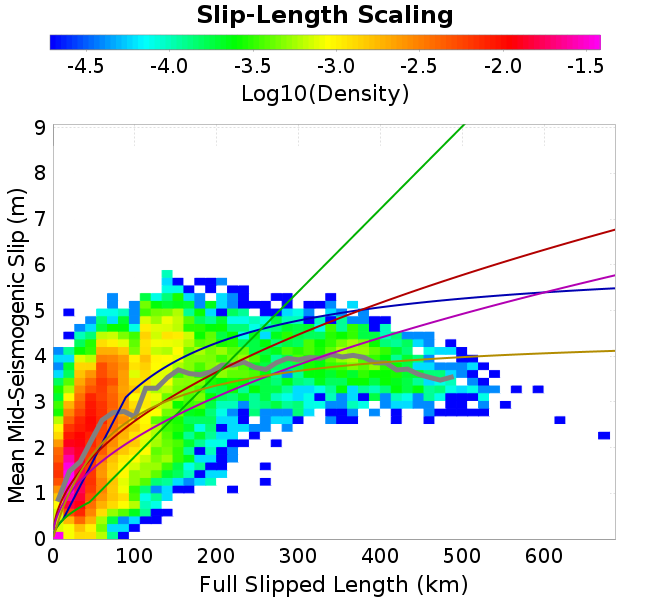 Slip-Length Scaling
-4.5 -4.0 -3.5 -3.0 -2.5 -2.0 -1.5
Log10(Density)
9
8
7
6
5
4
3
2
1
0
Mean Mid-Seismogenic Slip (m)
0 100 200 300 400 500 600
Full Slipped Length (km)